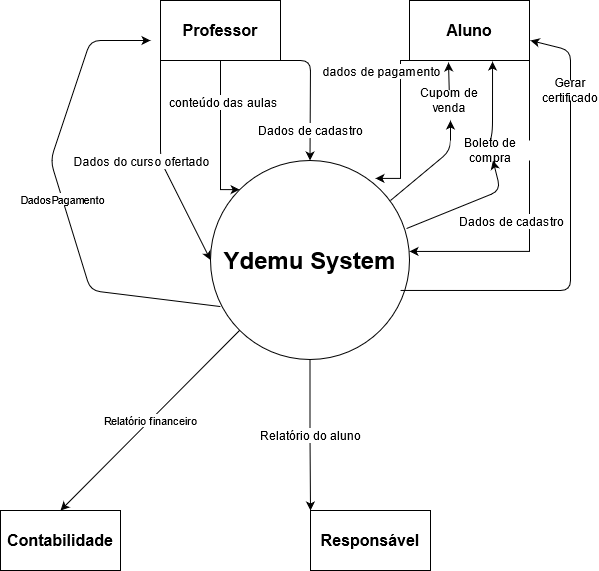 Professor
Aluno
dados de pagamento
Gerar
certificado
Cupom de
venda
conteúdo das aulas
Dados de cadastro
Boleto de
compra
Dados do curso ofertado
DadosPagamento
Dados de cadastro
Ydemu System
Relatório financeiro
Relatório do aluno
Contabilidade
Responsável